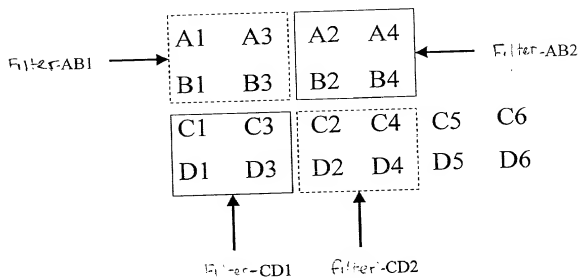 A1 A3 A2 A4
Filter-AB1 Filter-AB2
B1 B3 B2 B4
C1 C3 C2 C4 C5 C6
D1 D3 D2 D4 D5 D6
Filter-CD1 filter-CD2